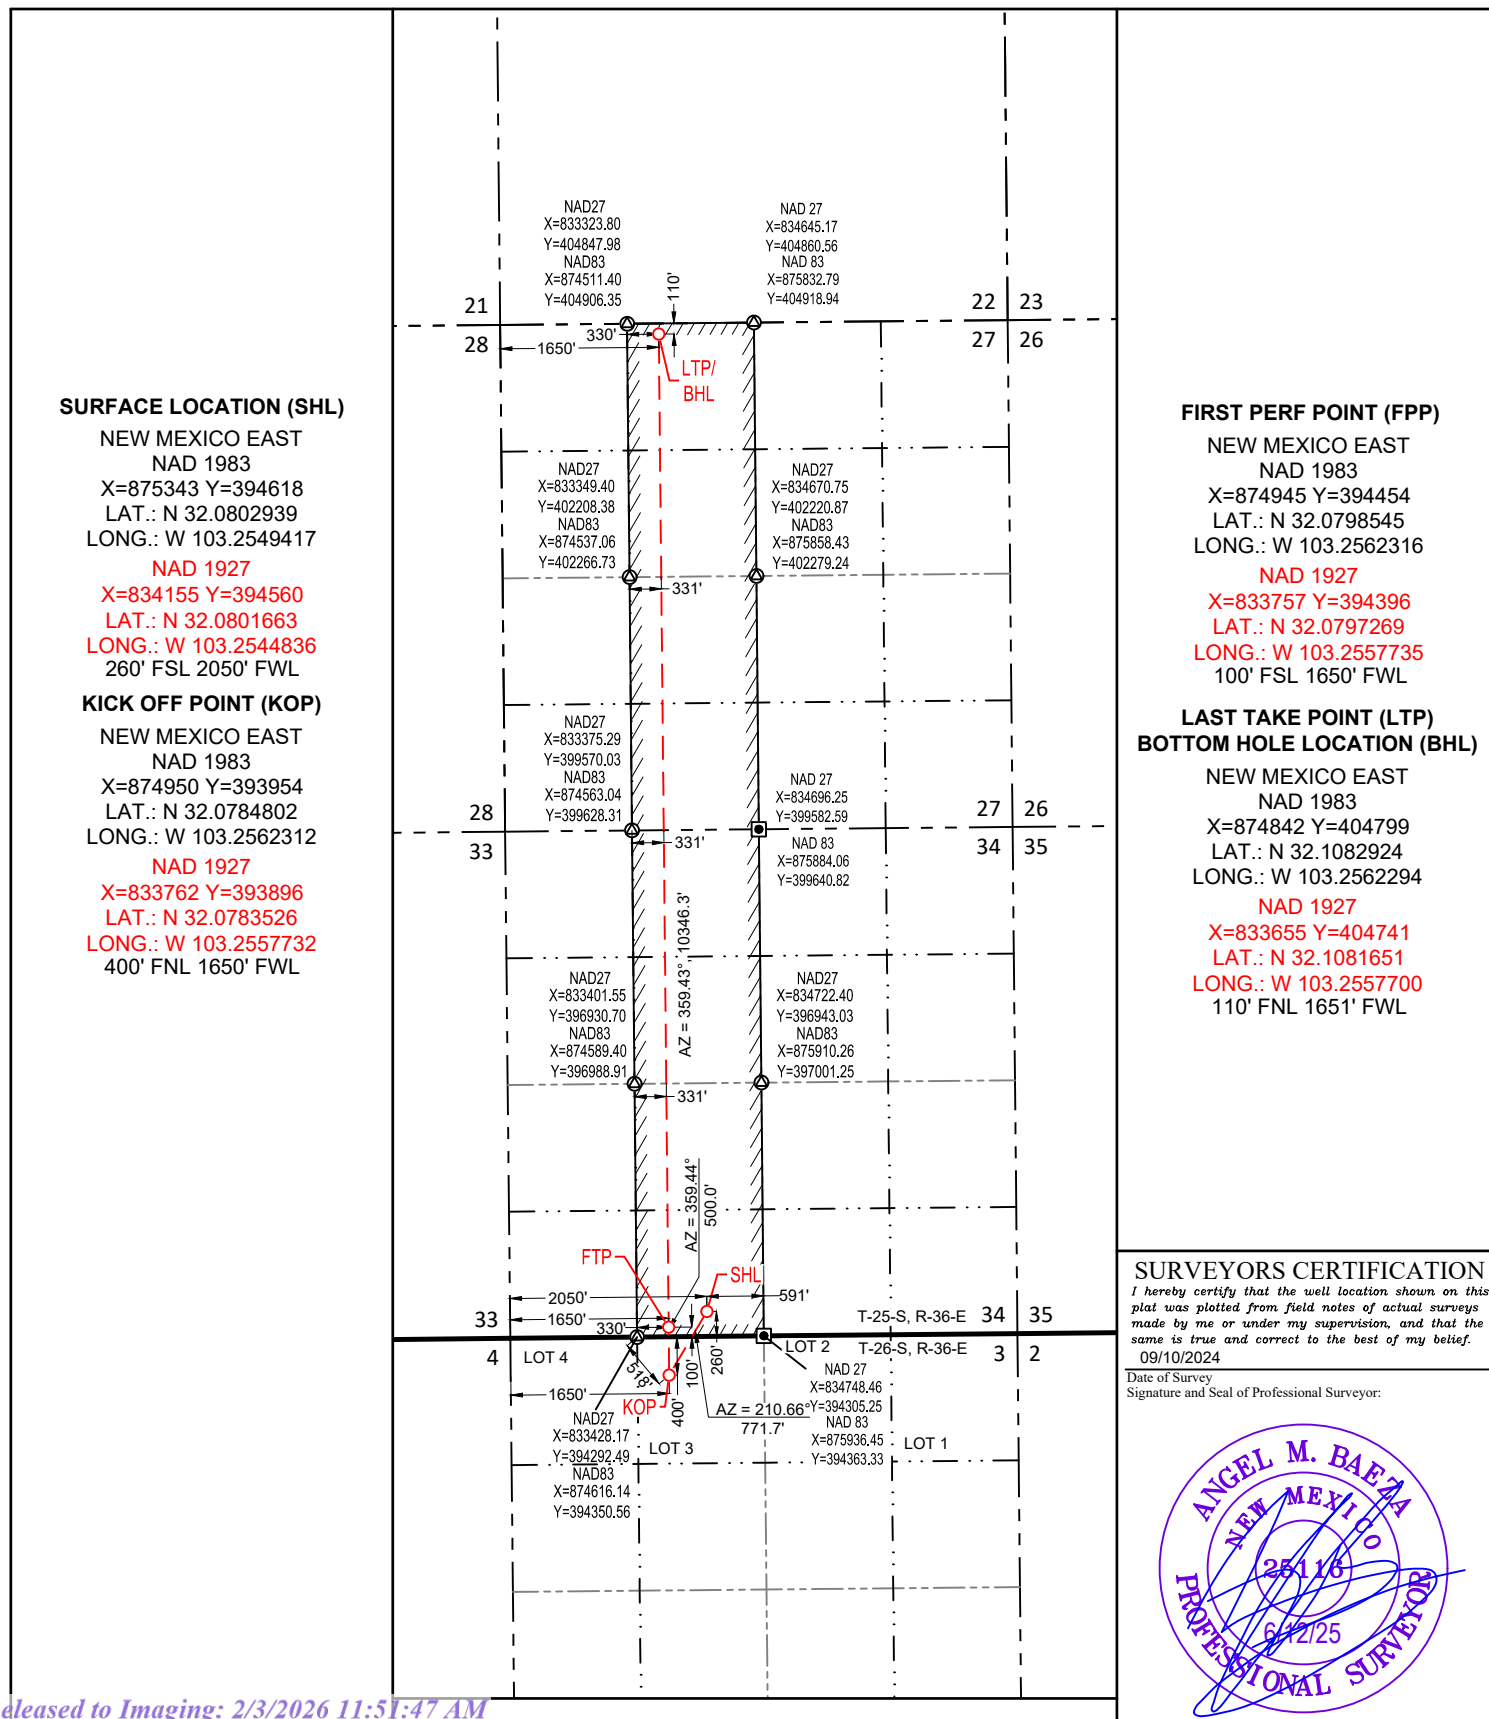 SURFACE LOCATION (SHL)
NEW MEXICO EAST
NAD 1983
X=875343 Y=394618
LAT.: N 32.0802939
LONG.: W 103.2549417
NAD 1927
X=834155 Y=394560
LAT.: N 32.0801663
LONG.: W 103.2544836
260' FSL 2050' FWL
KICK OFF POINT (KOP)
NEW MEXICO EAST
NAD 1983
X=874950 Y=393954
LAT.: N 32.0784802
LONG.: W 103.2562312
NAD 1927
X=833762 Y=393896
LAT.: N 32.0783526
LONG.: W 103.2557732
400' FNL 1650' FWL
NAD27
X=833323.80
Y=404847.98
NAD83
X=874511.40
Y=404906.35
NAD 27
X=834645.17
Y=404860.56
NAD 83
X=875832.79
Y=404918.94
110'
21
22 23
28
27 26
330'
1650'
LTP/
BHL
NAD27
X=833349.40
Y=402208.38
NAD83
X=874537.06
Y=402266.73
NAD27
X=834670.75
Y=402220.87
NAD83
X=875858.43
Y=402279.24
331'
NAD27
X=833375.29
Y=399570.03
NAD83
X=874563.04
Y=399628.31
NAD 27
X=834696.25
Y=399582.59
NAD 83
X=875884.06
Y=399640.82
28
27 26
33
34 35
331'
AZ = 359.43°, 10346.3'
NAD27
X=833401.55
Y=396930.70
NAD83
X=874589.40
Y=396988.91
NAD27
X=834722.40
Y=396943.03
NAD83
X=875910.26
Y=397001.25
331'
AZ = 359.44°
500.0'
FTP
SHL
2050'
591'
1650'
330'
33
T-25-S, R-36-E
34 35
4
LOT 4
LOT 2
T-26-S, R-36-E
3 2
518'
100'
260'
400'
1650'
KOP
AZ = 210.66°
771.7'
NAD27
X=833428.17
Y=394292.49
NAD83
X=874616.14
Y=394350.56
LOT 3
NAD 27
X=834748.46
Y=394305.25
NAD 83
X=875936.45
Y=394363.33
LOT 1
FIRST PERF POINT (FPP)
NEW MEXICO EAST
NAD 1983
X=874945 Y=394454
LAT.: N 32.0798545
LONG.: W 103.2562316
NAD 1927
X=833757 Y=394396
LAT.: N 32.0797269
LONG.: W 103.2557735
100' FSL 1650' FWL
LAST TAKE POINT (LTP)
BOTTOM HOLE LOCATION (BHL)
NEW MEXICO EAST
NAD 1983
X=874842 Y=404799
LAT.: N 32.1082924
LONG.: W 103.2562294
NAD 1927
X=833655 Y=404741
LAT.: N 32.1081651
LONG.: W 103.2557700
110' FNL 1651' FWL
SURVEYORS CERTIFICATION
I hereby certify that the well location shown on this
plat was plotted from field notes of actual surveys
made by me or under my supervision, and that the
same is true and correct to the best of my belief.
09/10/2024
Date of Survey
Signature and Seal of Professional Surveyor:
ANGEL M. BAEZA
NEW MEXICO
25116
6/12/25
PROFESSIONAL SURVEYOR
eleased to Imaging: 2/3/2026 11:51:47 AM